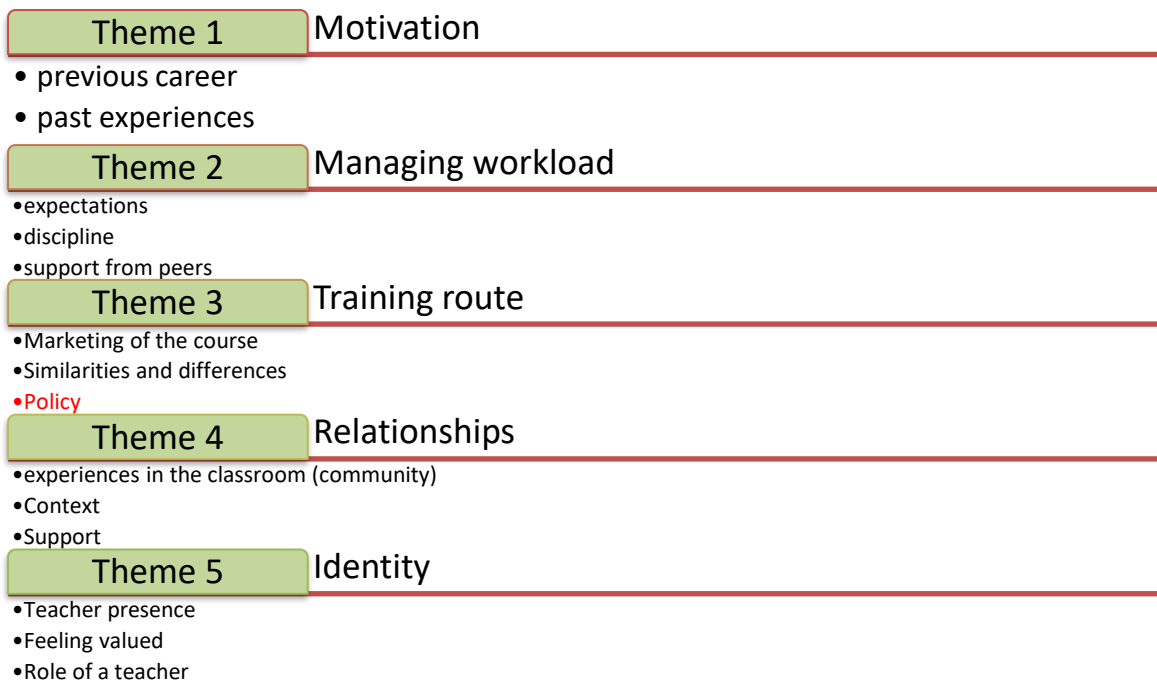 Theme 1 Motivation
• previous career
• past experiences
Theme 2 Managing workload
•expectations
•discipline
•support from peers
Theme 3 Training route
•Marketing of the course
•Similarities and differences
•Policy
Theme 4 Relationships
•experiences in the classroom (community)
•Context
•Support
Theme 5 Identity
•Teacher presence
•Feeling valued
•Role of a teacher